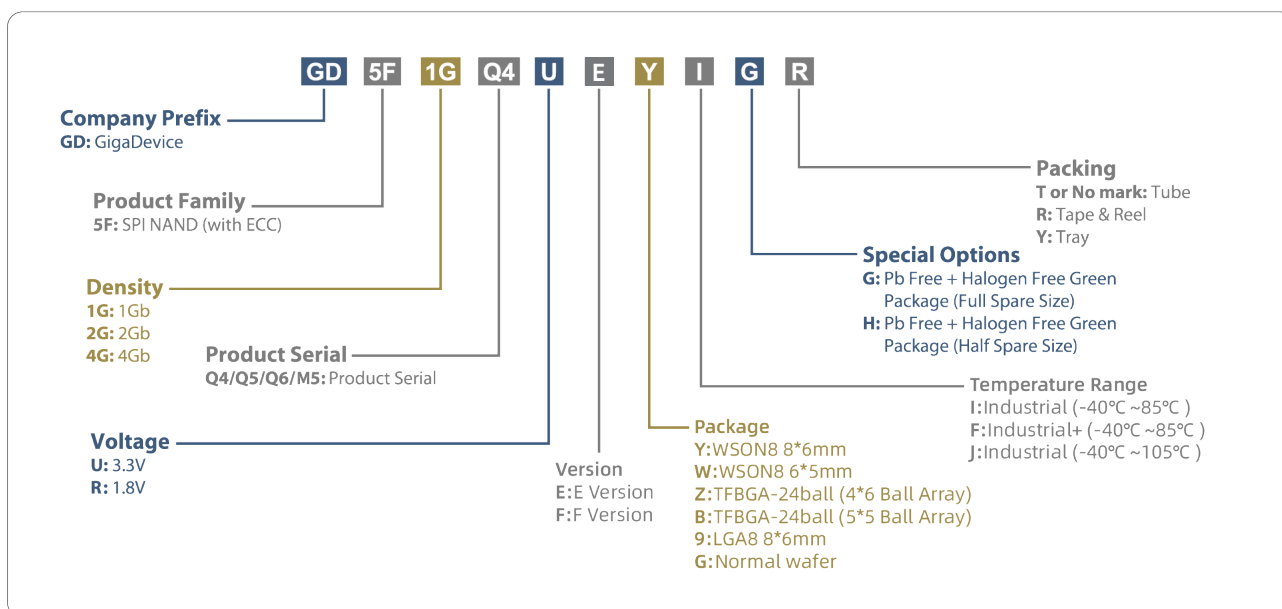 GD 5F 1G Q4 U E Y I G R
Company Prefix
GD: GigaDevice
Product Family
5F: SPI NAND (with ECC)
Density
1G: 1Gb
2G: 2Gb
4G: 4Gb
Product Serial
Q4/Q5/Q6/M5: Product Serial
Voltage
U: 3.3V
R: 1.8V
Version
E:E Version
F:F Version
Package
Y:WSON8 8*6mm
W:WSON8 6*5mm
Z:TFBGA-24ball (4*6 Ball Array)
B:TFBGA-24ball (5*5 Ball Array)
9:LGA8 8*6mm
G:Normal wafer
Temperature Range
I:Industrial (-40℃ ~85℃ )
F:Industrial+ (-40℃ ~85℃ )
J:Industrial (-40℃ ~105℃ )
Special Options
G: Pb Free + Halogen Free Green
Package (Full Spare Size)
H: Pb Free + Halogen Free Green
Package (Half Spare Size)
Packing
T or No mark: Tube
R: Tape & Reel
Y: Tray